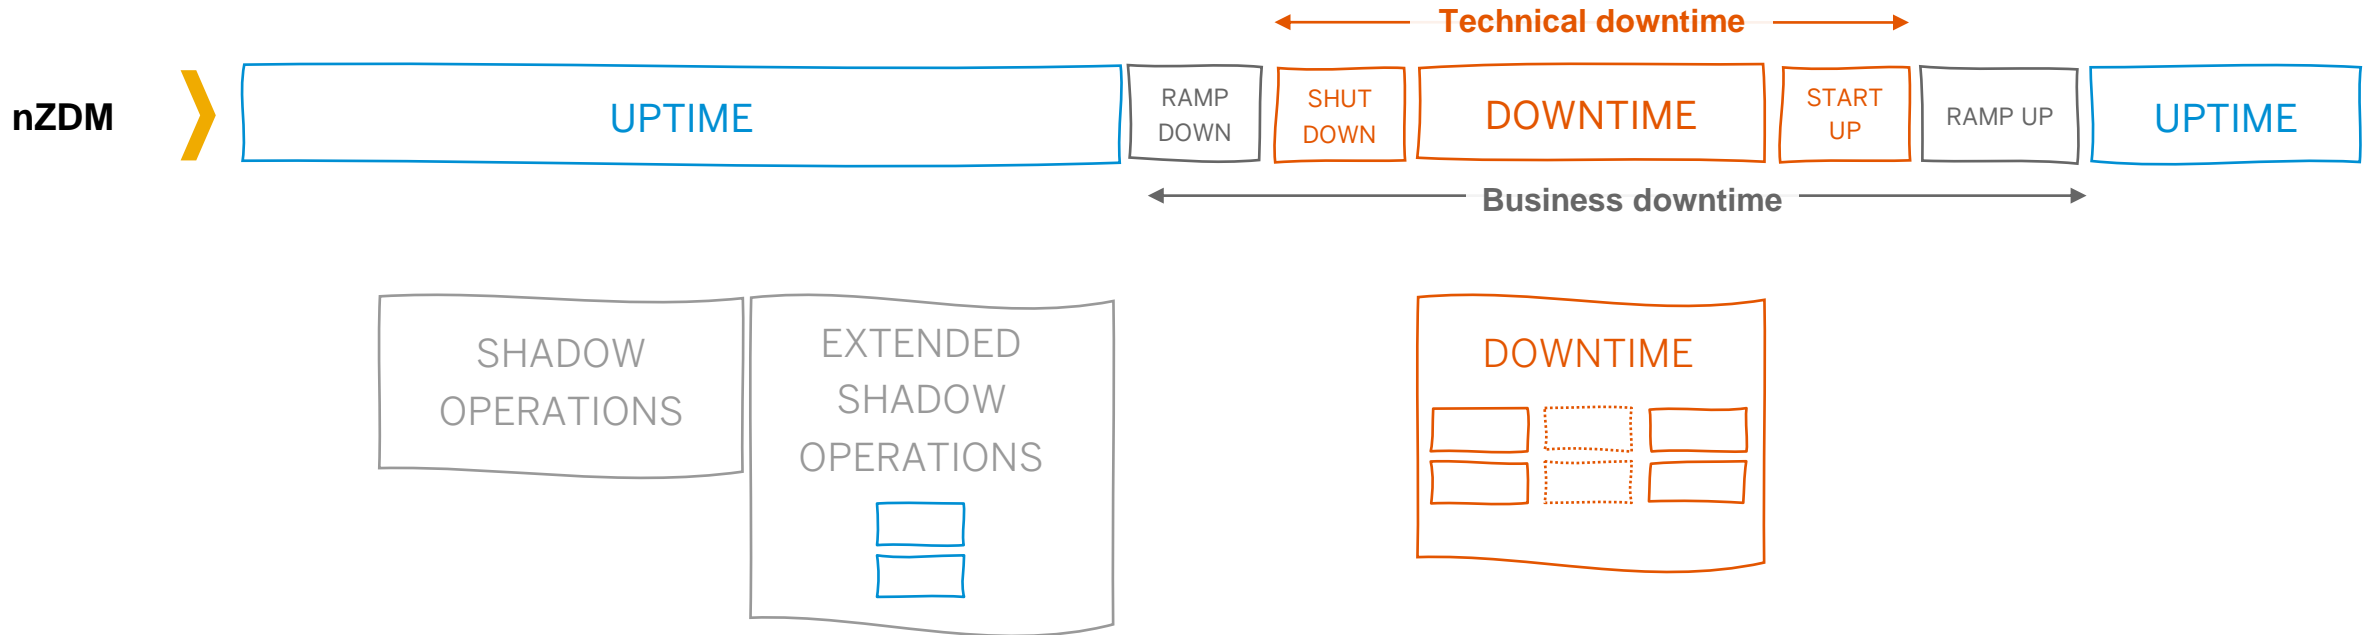 Technical downtime
nZDM
UPTIME
RAMP
DOWN
SHUT
DOWN
DOWNTIME
START
UP
RAMP UP
UPTIME
Business downtime
SHADOW
OPERATIONS
EXTENDED
SHADOW
OPERATIONS
DOWNTIME